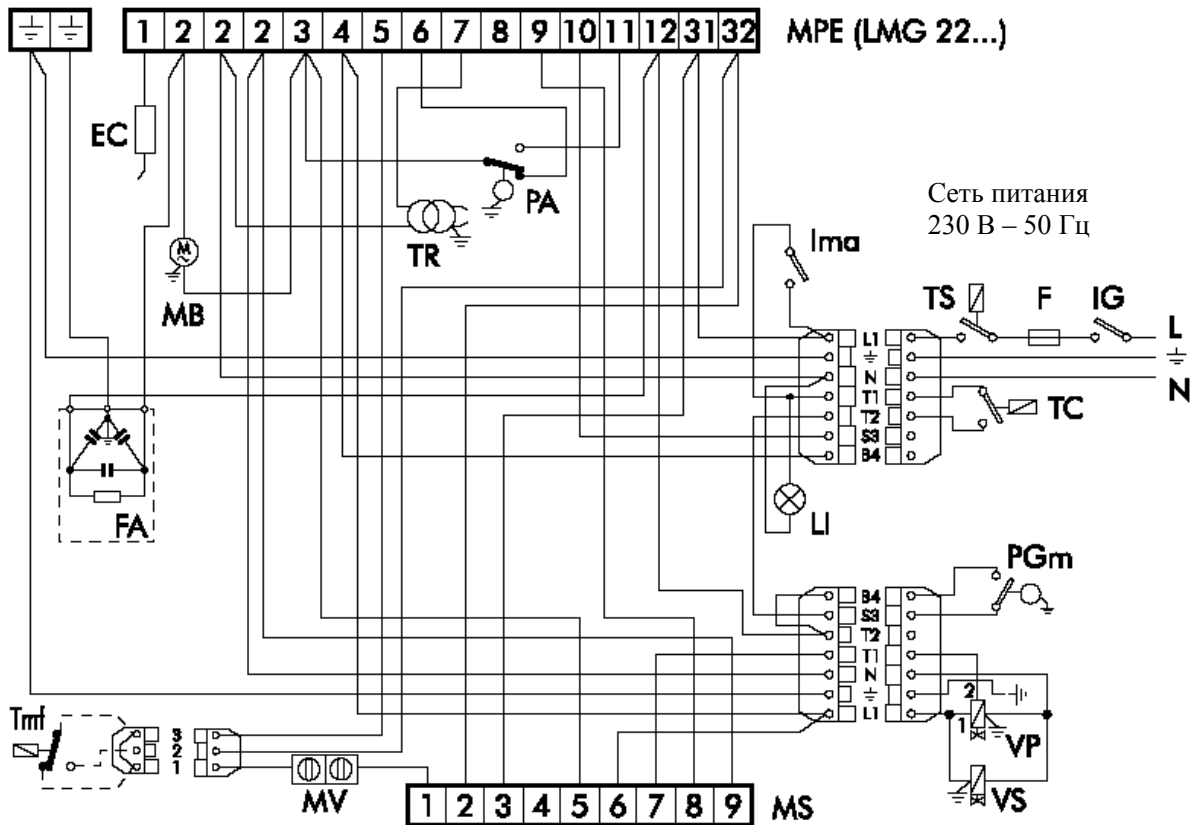 1 2 2 2 3 4 5 6 7 8 9 10 11 12 31 32 MPE (LMG 22...)
EC
PA
TR
MB
FA
Сеть питания
230 В – 50 Гц
Ima
TS F IG L
N
TC
L1
N
T1
T2
S3
B4
LI
PGm
B4
S3
T2
T1
N
L1
2
1
VP
VS
Tmf
3
2
1
MV
1 2 3 4 5 6 7 8 9 MS
M